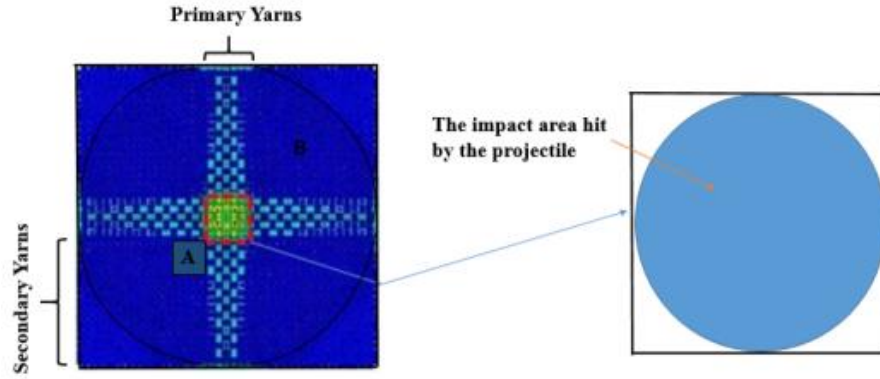 Primary Yarns
B
The impact area hit
by the projectile
A
Secondary Yarns